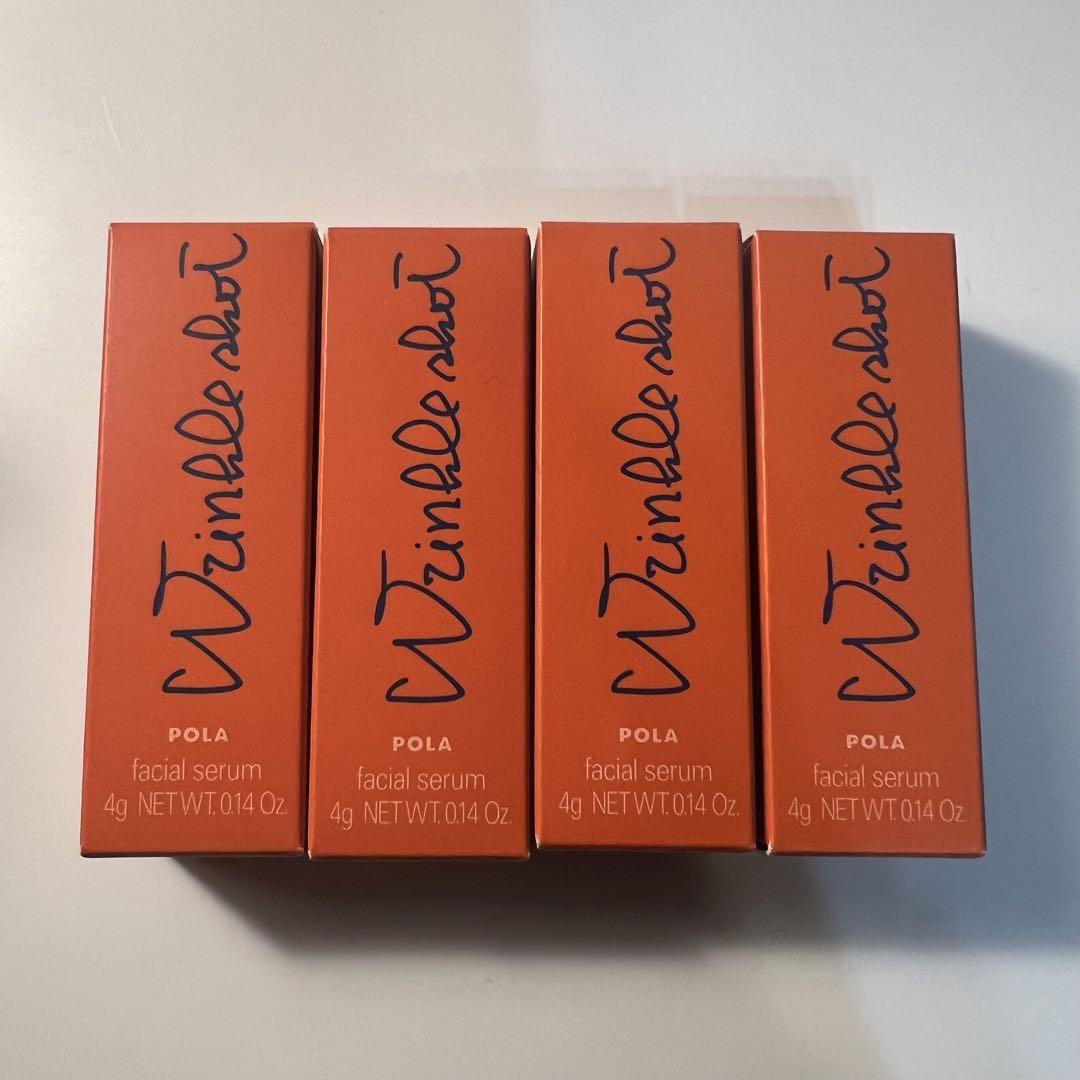 Wrinkle shot
POLA
facial serum
4g NET WT. 0.14 Oz.
Wrinkle shot
POLA
facial serum
4g NET WT. 0.14 Oz.
Wrinkle shot
POLA
facial serum
4g NET WT. 0.14 Oz.
Wrinkle shot
POLA
facial serum
4g NET WT. 0.14 Oz.